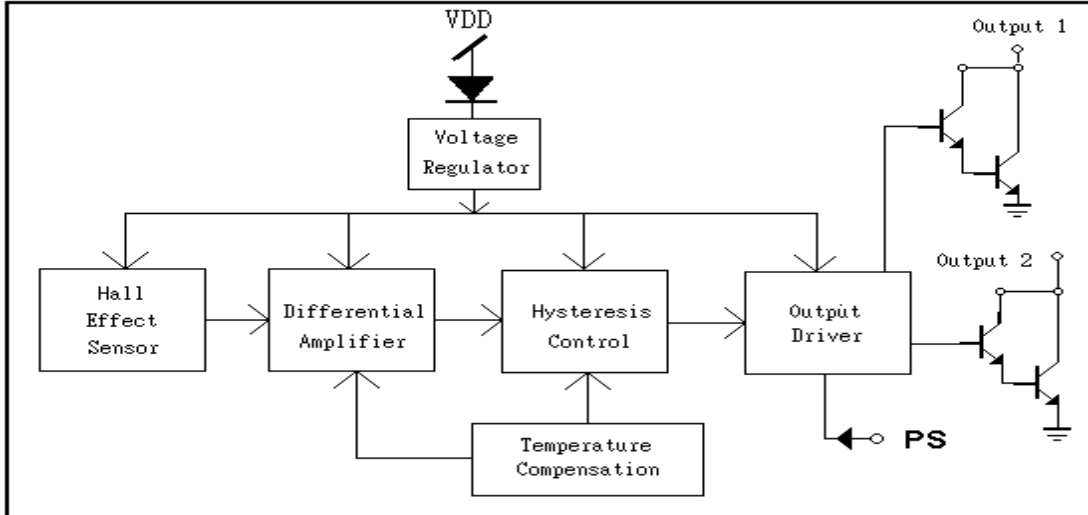 VDD
Output 1
Voltage
Regulator
Output 2
Hall
Effect
Sensor
Differential
Amplifier
Hysteresis
Control
Output
Driver
Temperature
Compensation
PS